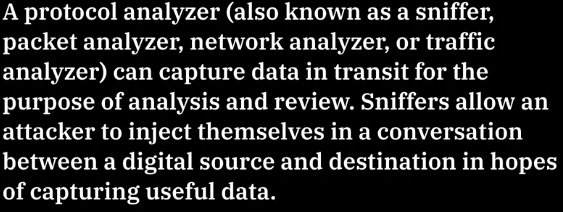 A protocol analyzer (also known as a sniffer,
packet analyzer, network analyzer, or traffic
analyzer) can capture data in transit for the
purpose of analysis and review. Sniffers allow an
attacker to inject themselves in a conversation
between a digital source and destination in hopes
of capturing useful data.